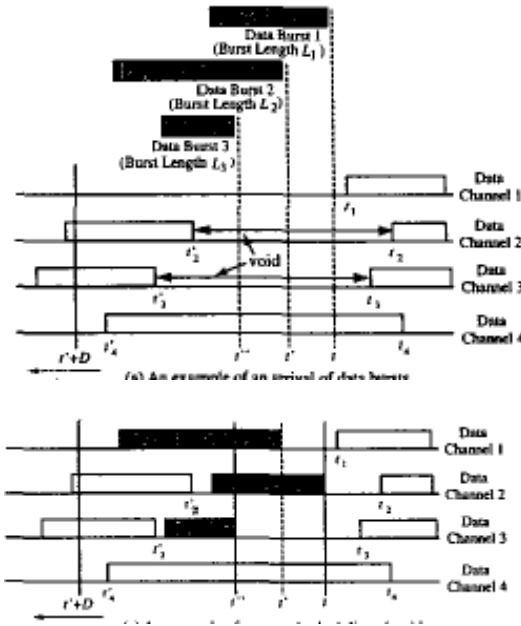 Data Burst 1
(Burst Length L₁)
Data Burst 2
(Burst Length L₂)
Data Burst 3
(Burst Length L₃)
Data
Channel 1
t₁
Data
Channel 2
t'₂
void
t₂
Data
Channel 3
t'₃
t₃
Data
Channel 4
t'₄
t₄
t'+D
t''
t'
t
(a) An example of an arrival of data bursts
Data
Channel 1
t₁
Data
Channel 2
t₂
Data
Channel 3
t'₃
t₃
Data
Channel 4
t'₄
t₄
t'+D
t''
t'
t